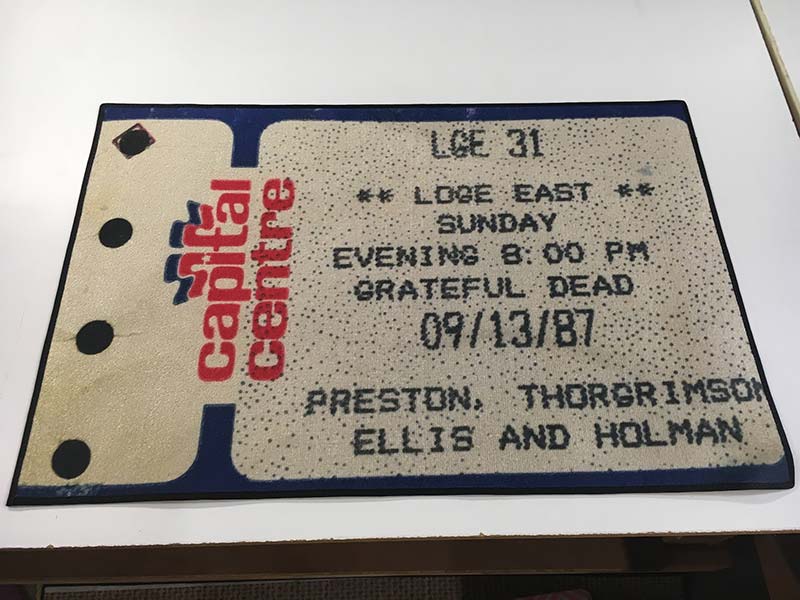 LGE 31
** LOGE EAST **
SUNDAY
EVENING 8:00 PM
GRATEFUL DEAD
09/13/87
PRESTON, THORGRIMSON
ELLIS AND HOLMAN
capital
centre